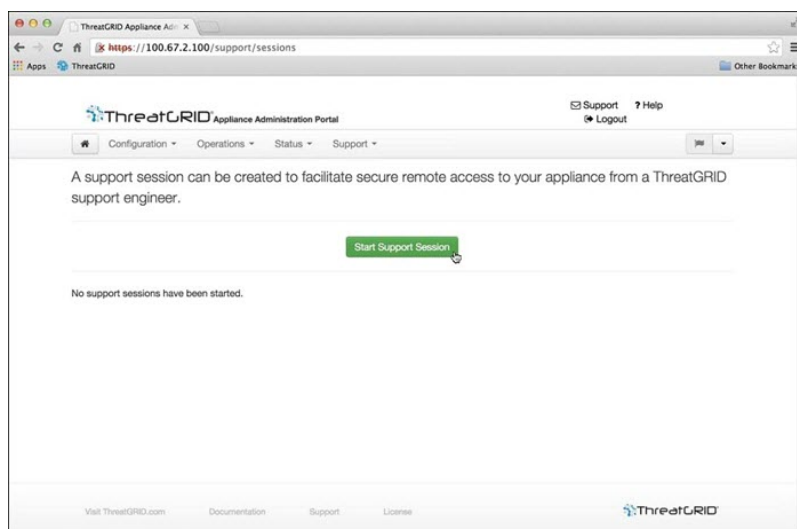 ThreatGRID Appliance Adm
https://100.67.2.100/support/sessions
Apps ThreatGRID Other Bookmark
ThreatGRID Appliance Administration Portal
Support ? Help
Logout
Configuration Operations Status Support
A support session can be created to facilitate secure remote access to your appliance from a ThreatGRID
support engineer.
Start Support Session
No support sessions have been started.
Visit ThreatGRID.com Documentation Support License ThreatGRID